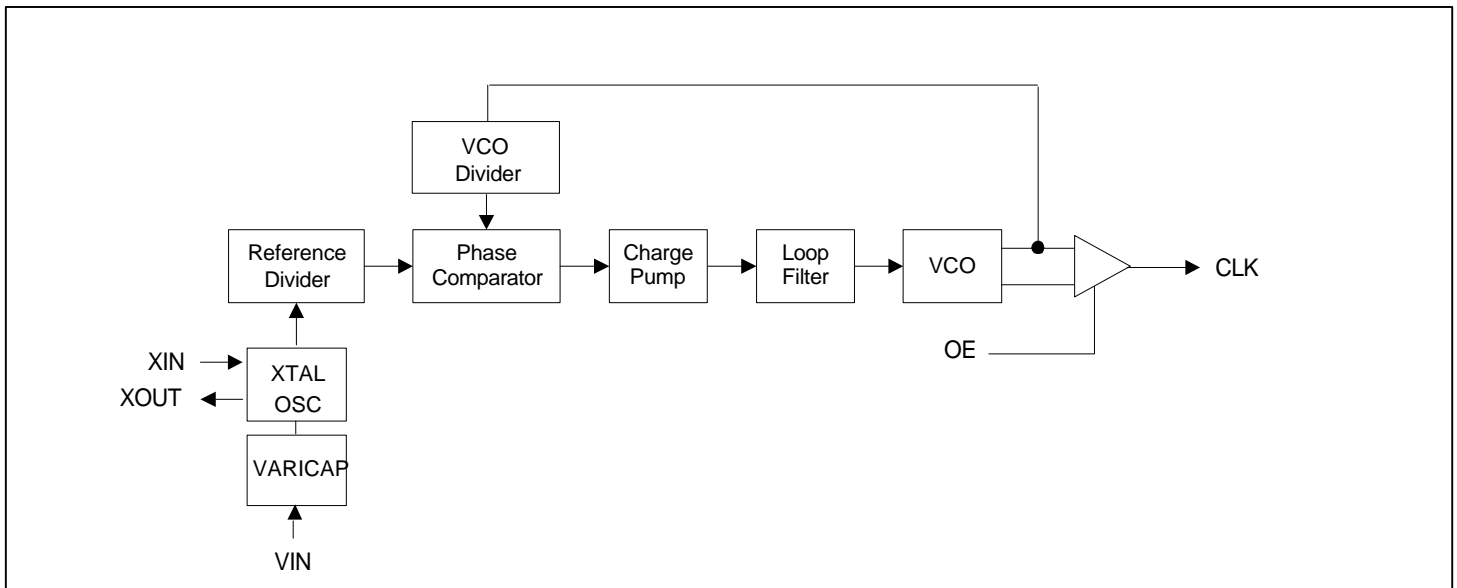 VCO
Divider
Reference
Divider
Phase
Comparator
Charge
Pump
Loop
Filter
VCO
CLK
OE
XIN
XOUT
XTAL
OSC
VARICAP
VIN